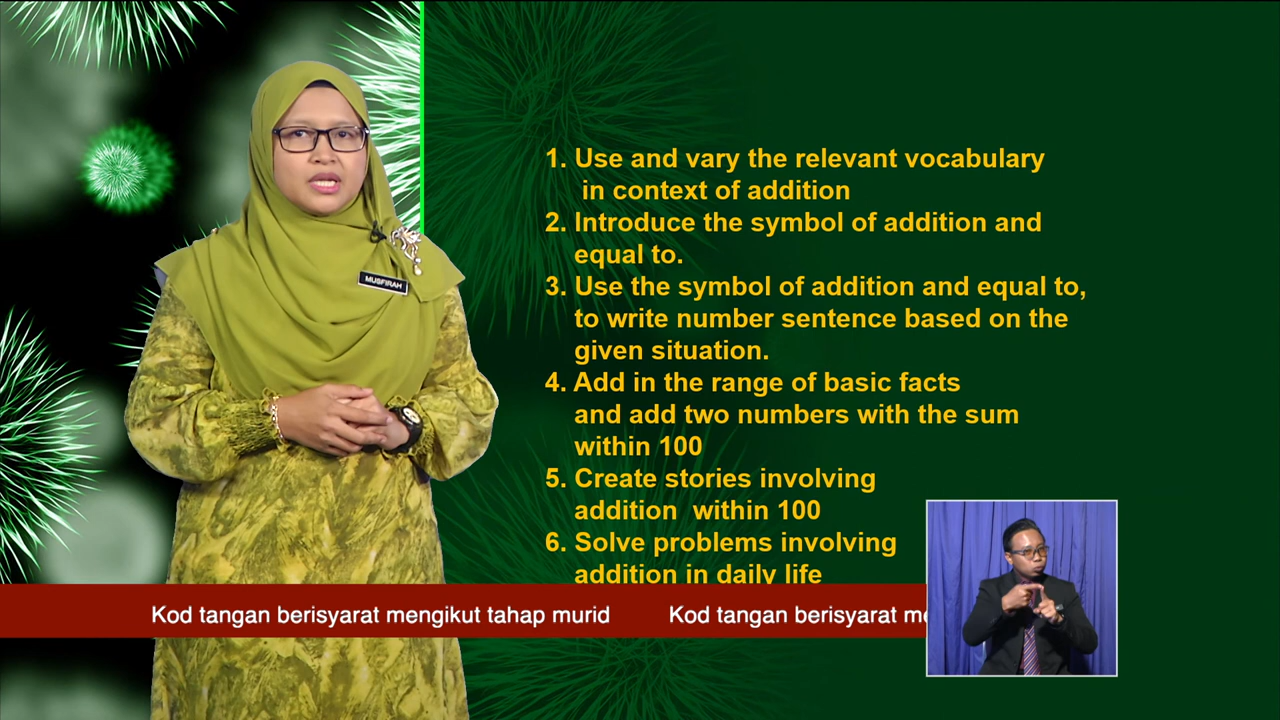 1. Use and vary the relevant vocabulary
in context of addition
2. Introduce the symbol of addition and
equal to.
3. Use the symbol of addition and equal to,
to write number sentence based on the
given situation.
4. Add in the range of basic facts
and add two numbers with the sum
within 100
5. Create stories involving
addition within 100
6. Solve problems involving
addition in daily life
MUSFIRAH
Kod tangan berisyarat mengikut tahap murid Kod tangan berisyarat me